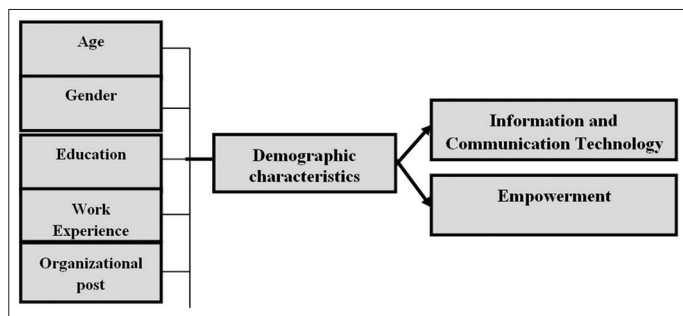 Age
Gender
Education
Work
Experience
Organizational
post
Demographic
characteristics
Information and
Communication Technology
Empowerment